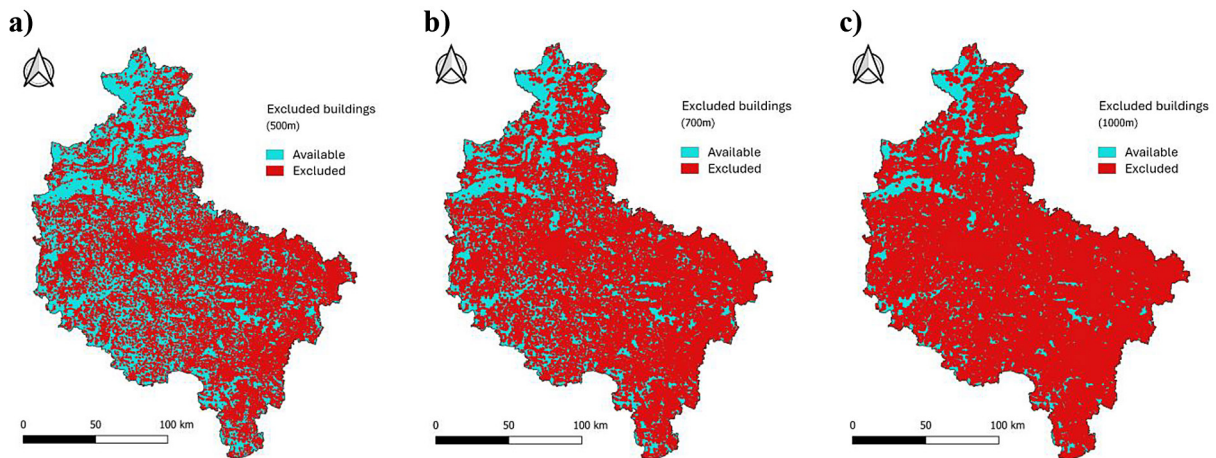 a)
Excluded buildings
(500m)
Available
Excluded
0 50 100 km
b)
Excluded buildings
(700m)
Available
Excluded
0 50 100 km
c)
Excluded buildings
(1000m)
Available
Excluded
0 50 100 km